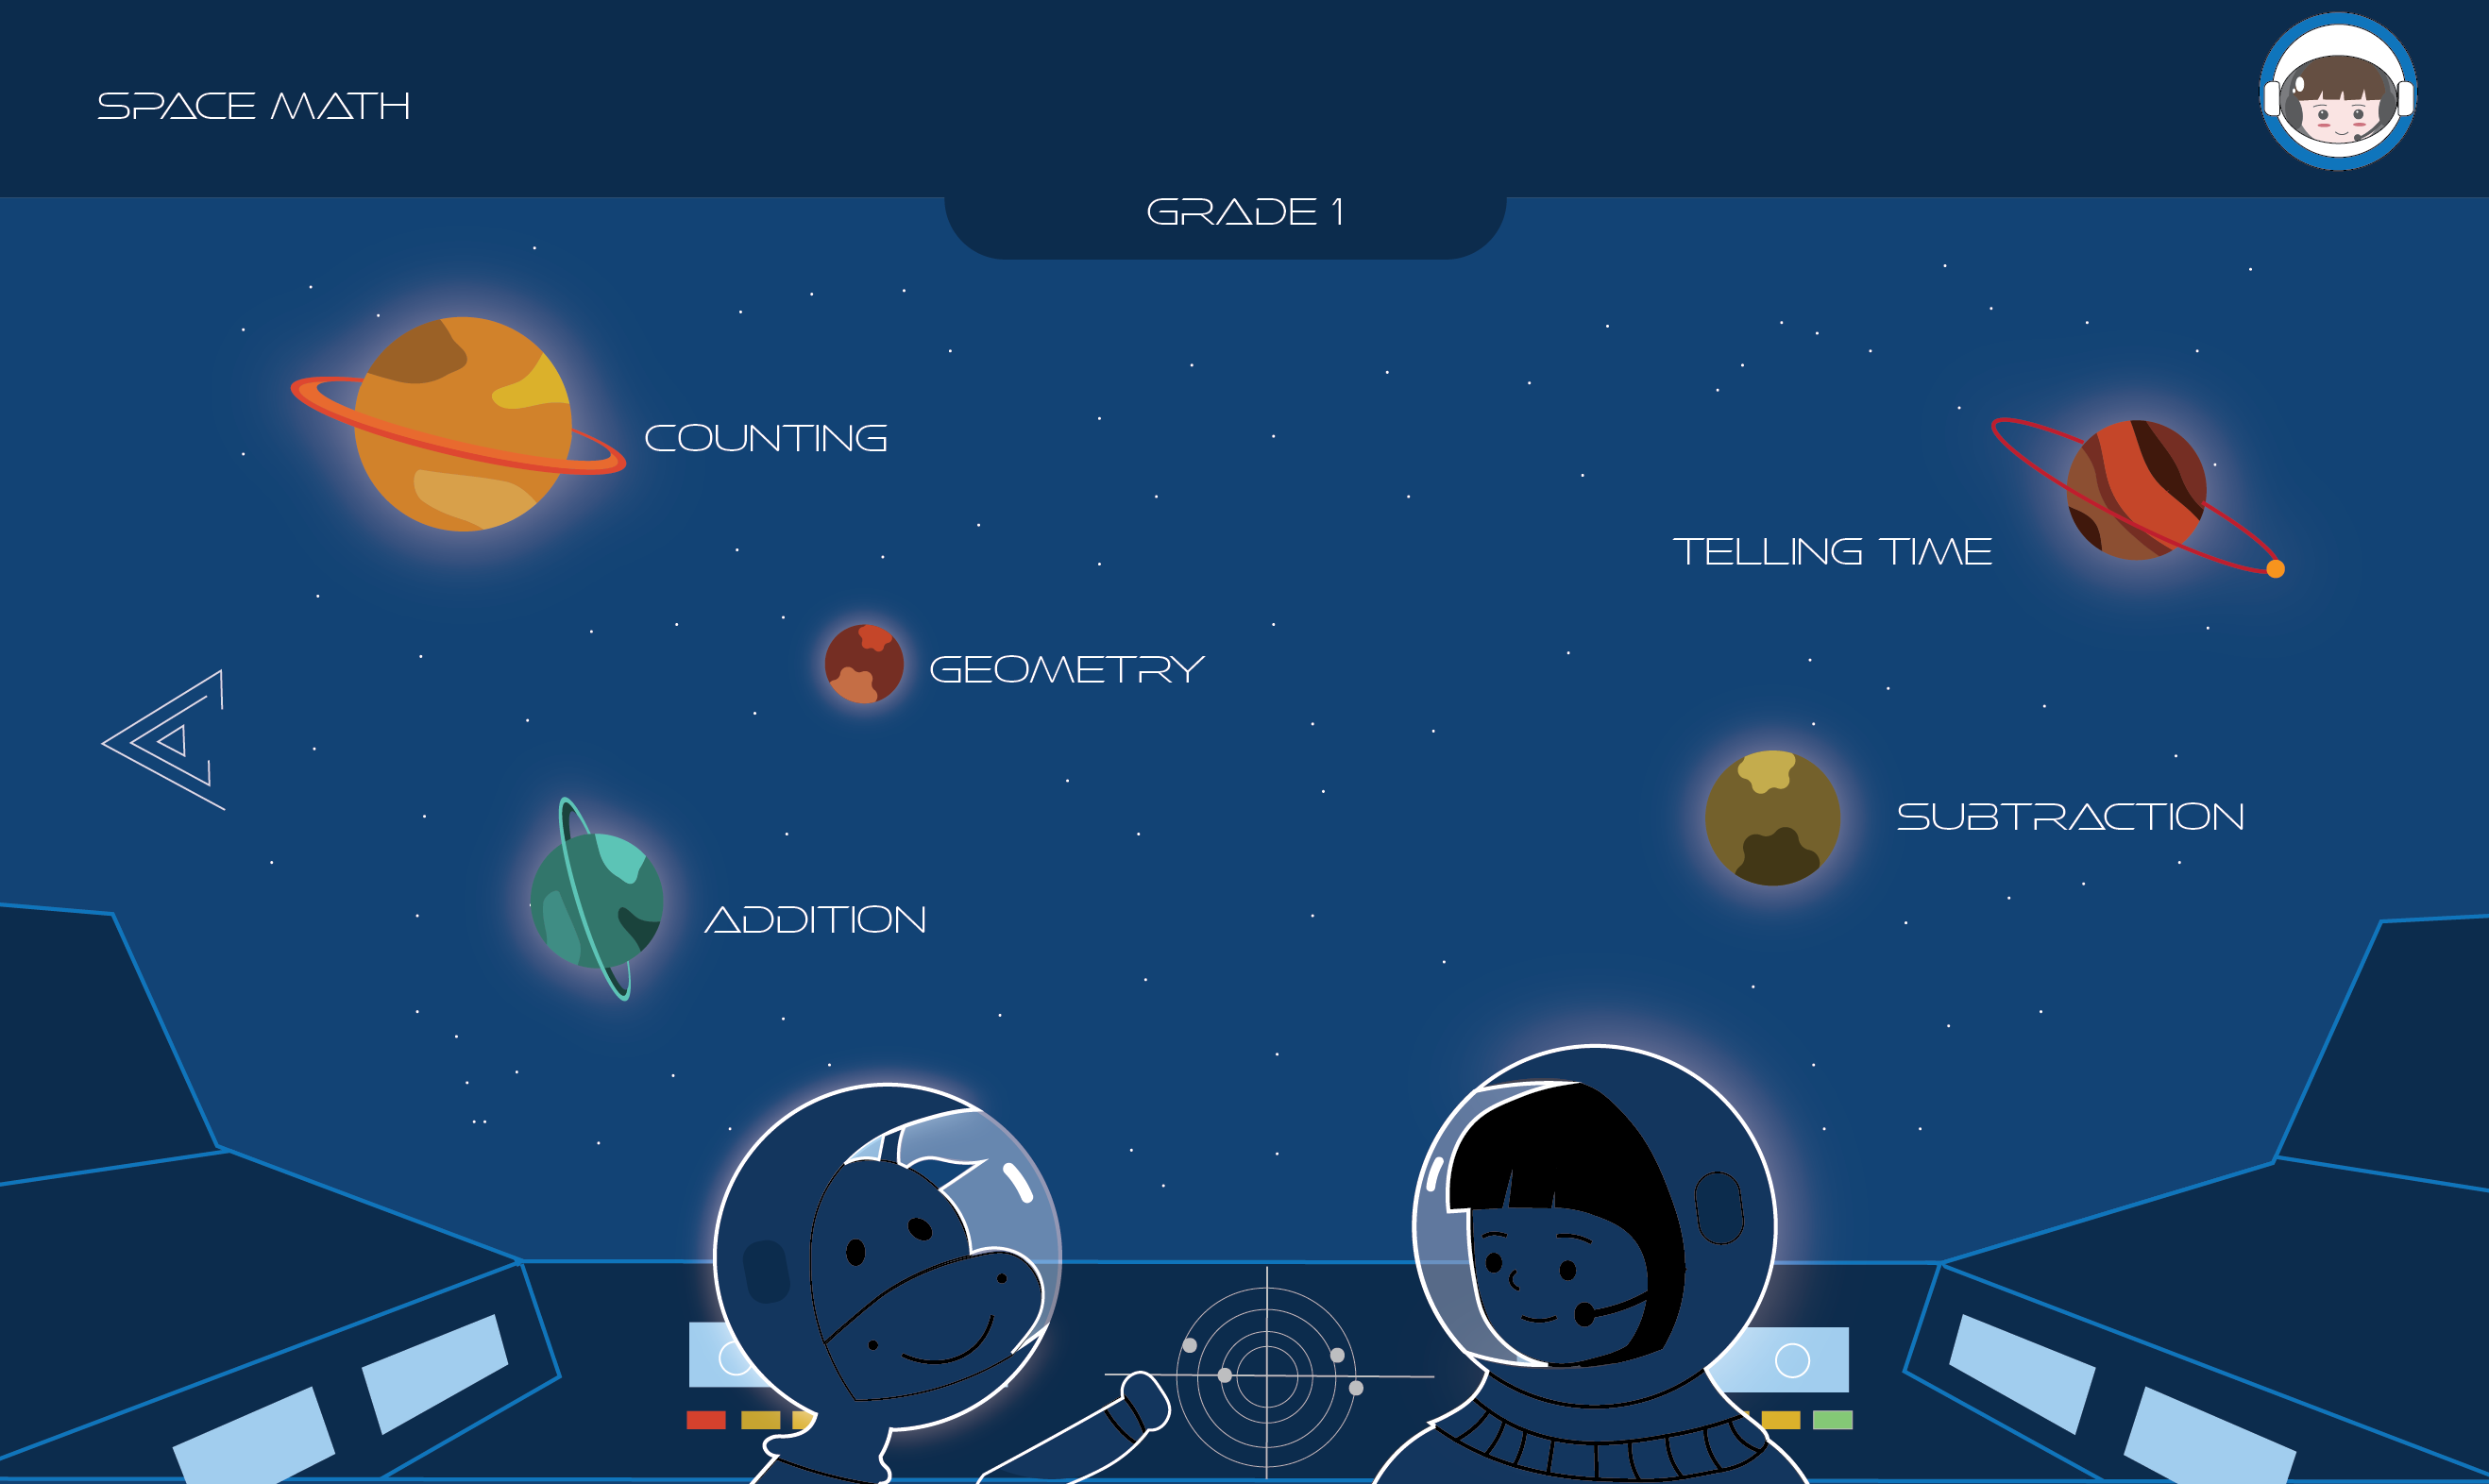 SPACE MATH
GRADE 1
COUNTING
TELLING TIME
GEOMETRY
SUBTRACTION
ADDITION